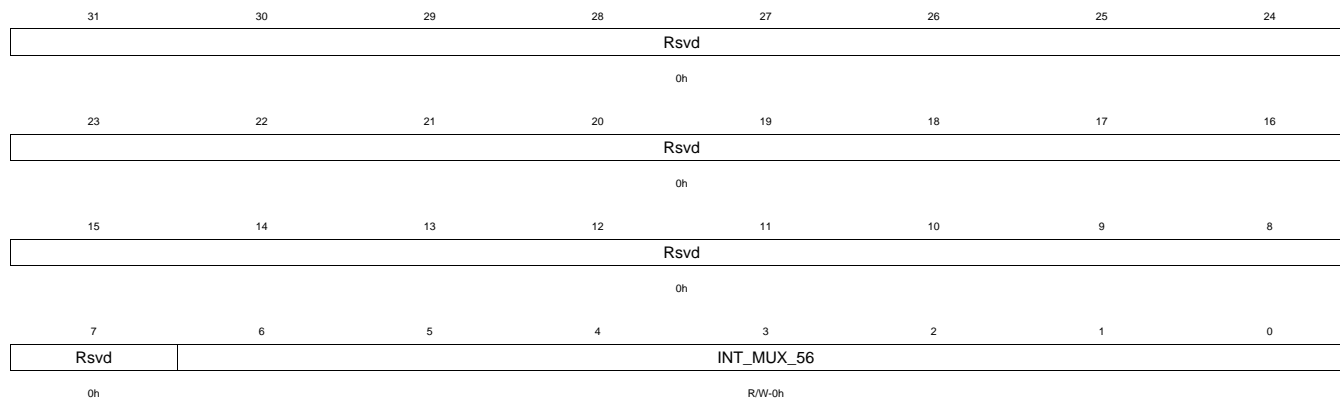 31 30 29 28 27 26 25 24
Rsvd
0h
23 22 21 20 19 18 17 16
Rsvd
0h
15 14 13 12 11 10 9 8
Rsvd
0h
7 6 5 4 3 2 1 0
Rsvd INT_MUX_56
0h R/W-0h